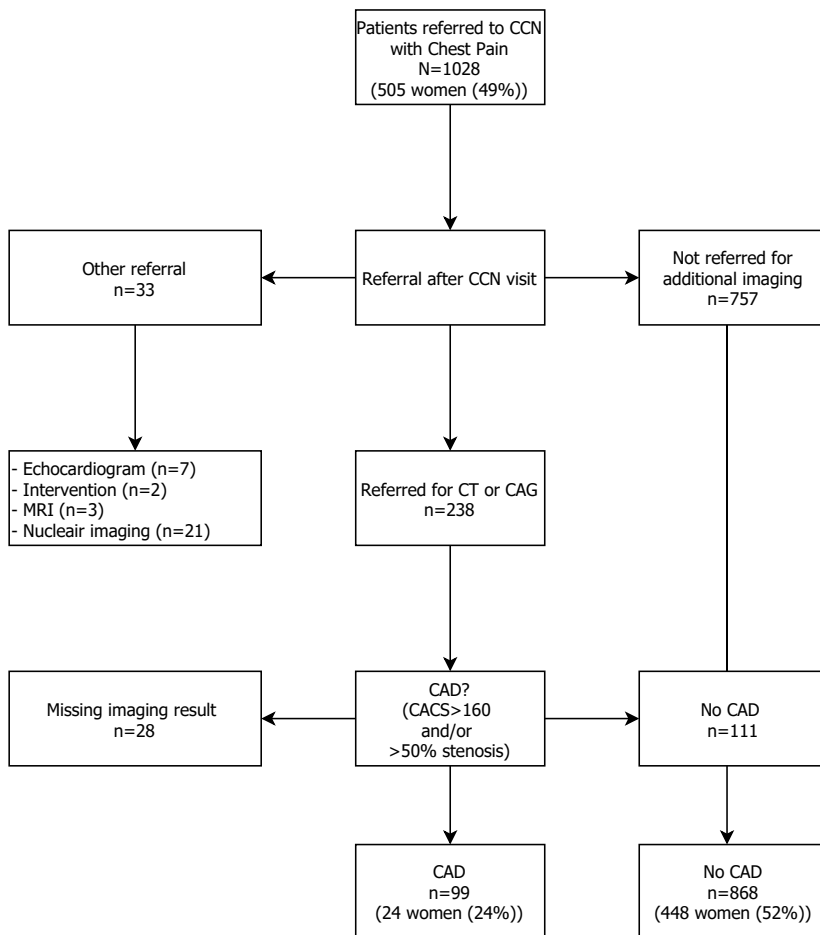 Patients referred to CCN
with Chest Pain
N=1028
(505 women (49%))
Other referral
n=33
Referral after CCN visit
Not referred for
additional imaging
n=757
- Echocardiogram (n=7)
- Intervention (n=2)
- MRI (n=3)
- Nucleair imaging (n=21)
Referred for CT or CAG
n=238
Missing imaging result
n=28
CAD?
(CACS>160
and/or
>50% stenosis)
No CAD
n=111
CAD
n=99
(24 women (24%))
No CAD
n=868
(448 women (52%))